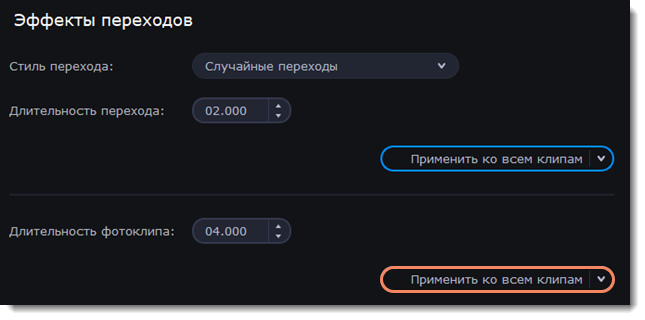 Эффекты переходов
Стиль перехода: Случайные переходы
Длительность перехода: 02.000
Применить ко всем клипам
Длительность фотоклипа: 04.000
Применить ко всем клипам